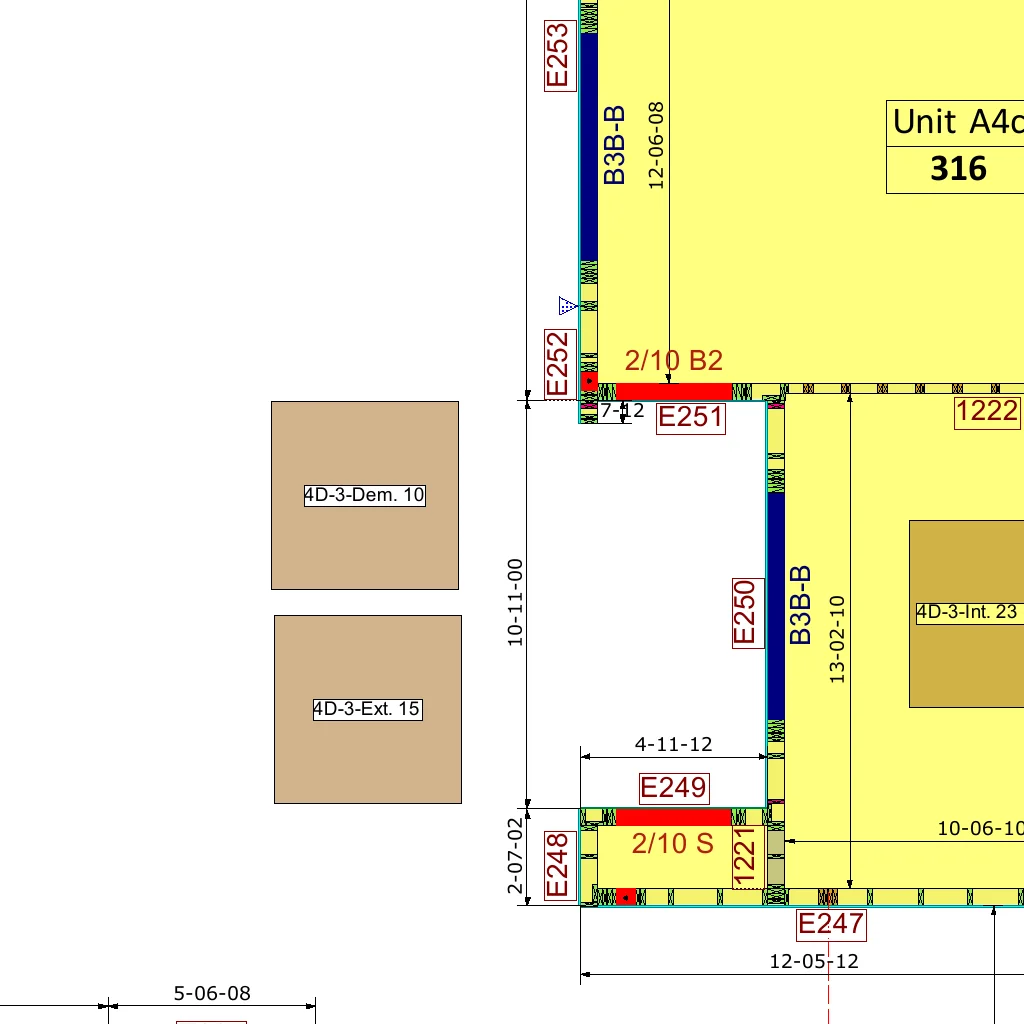 E253
B3B-B
12-06-08
Unit A4c
316
E252
2/10 B2
7-12
E251
1222
4D-3-Dem. 10
10-11-00
E250
B3B-B
13-02-10
4D-3-Int. 23
4D-3-Ext. 15
4-11-12
E249
2-07-02
E248
2/10 S
1221
10-06-10
E247
12-05-12
5-06-08